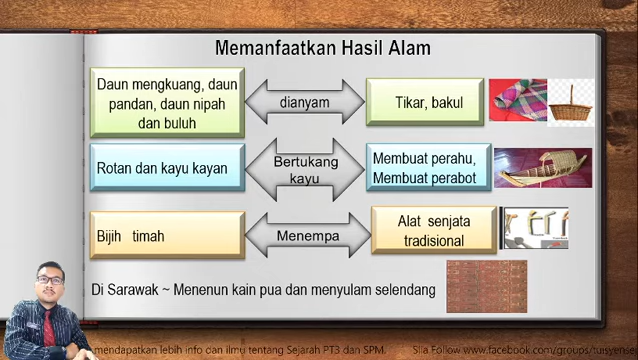 Memanfaatkan Hasil Alam
Daun mengkuang, daun
pandan, daun nipah
dan buluh
dianyam
Tikar, bakul
Rotan dan kayu kayan
Bertukang
kayu
Membuat perahu,
Membuat perabot
Bijih timah
Menempa
Alat senjata
tradisional
Di Sarawak ~ Menenun kain pua dan menyulam selendang
mendapatkan lebih info dan ilmu tentang Sejarah PT3 dan SPM. Sila Follow www.facebook.com/groups/tuisyensej